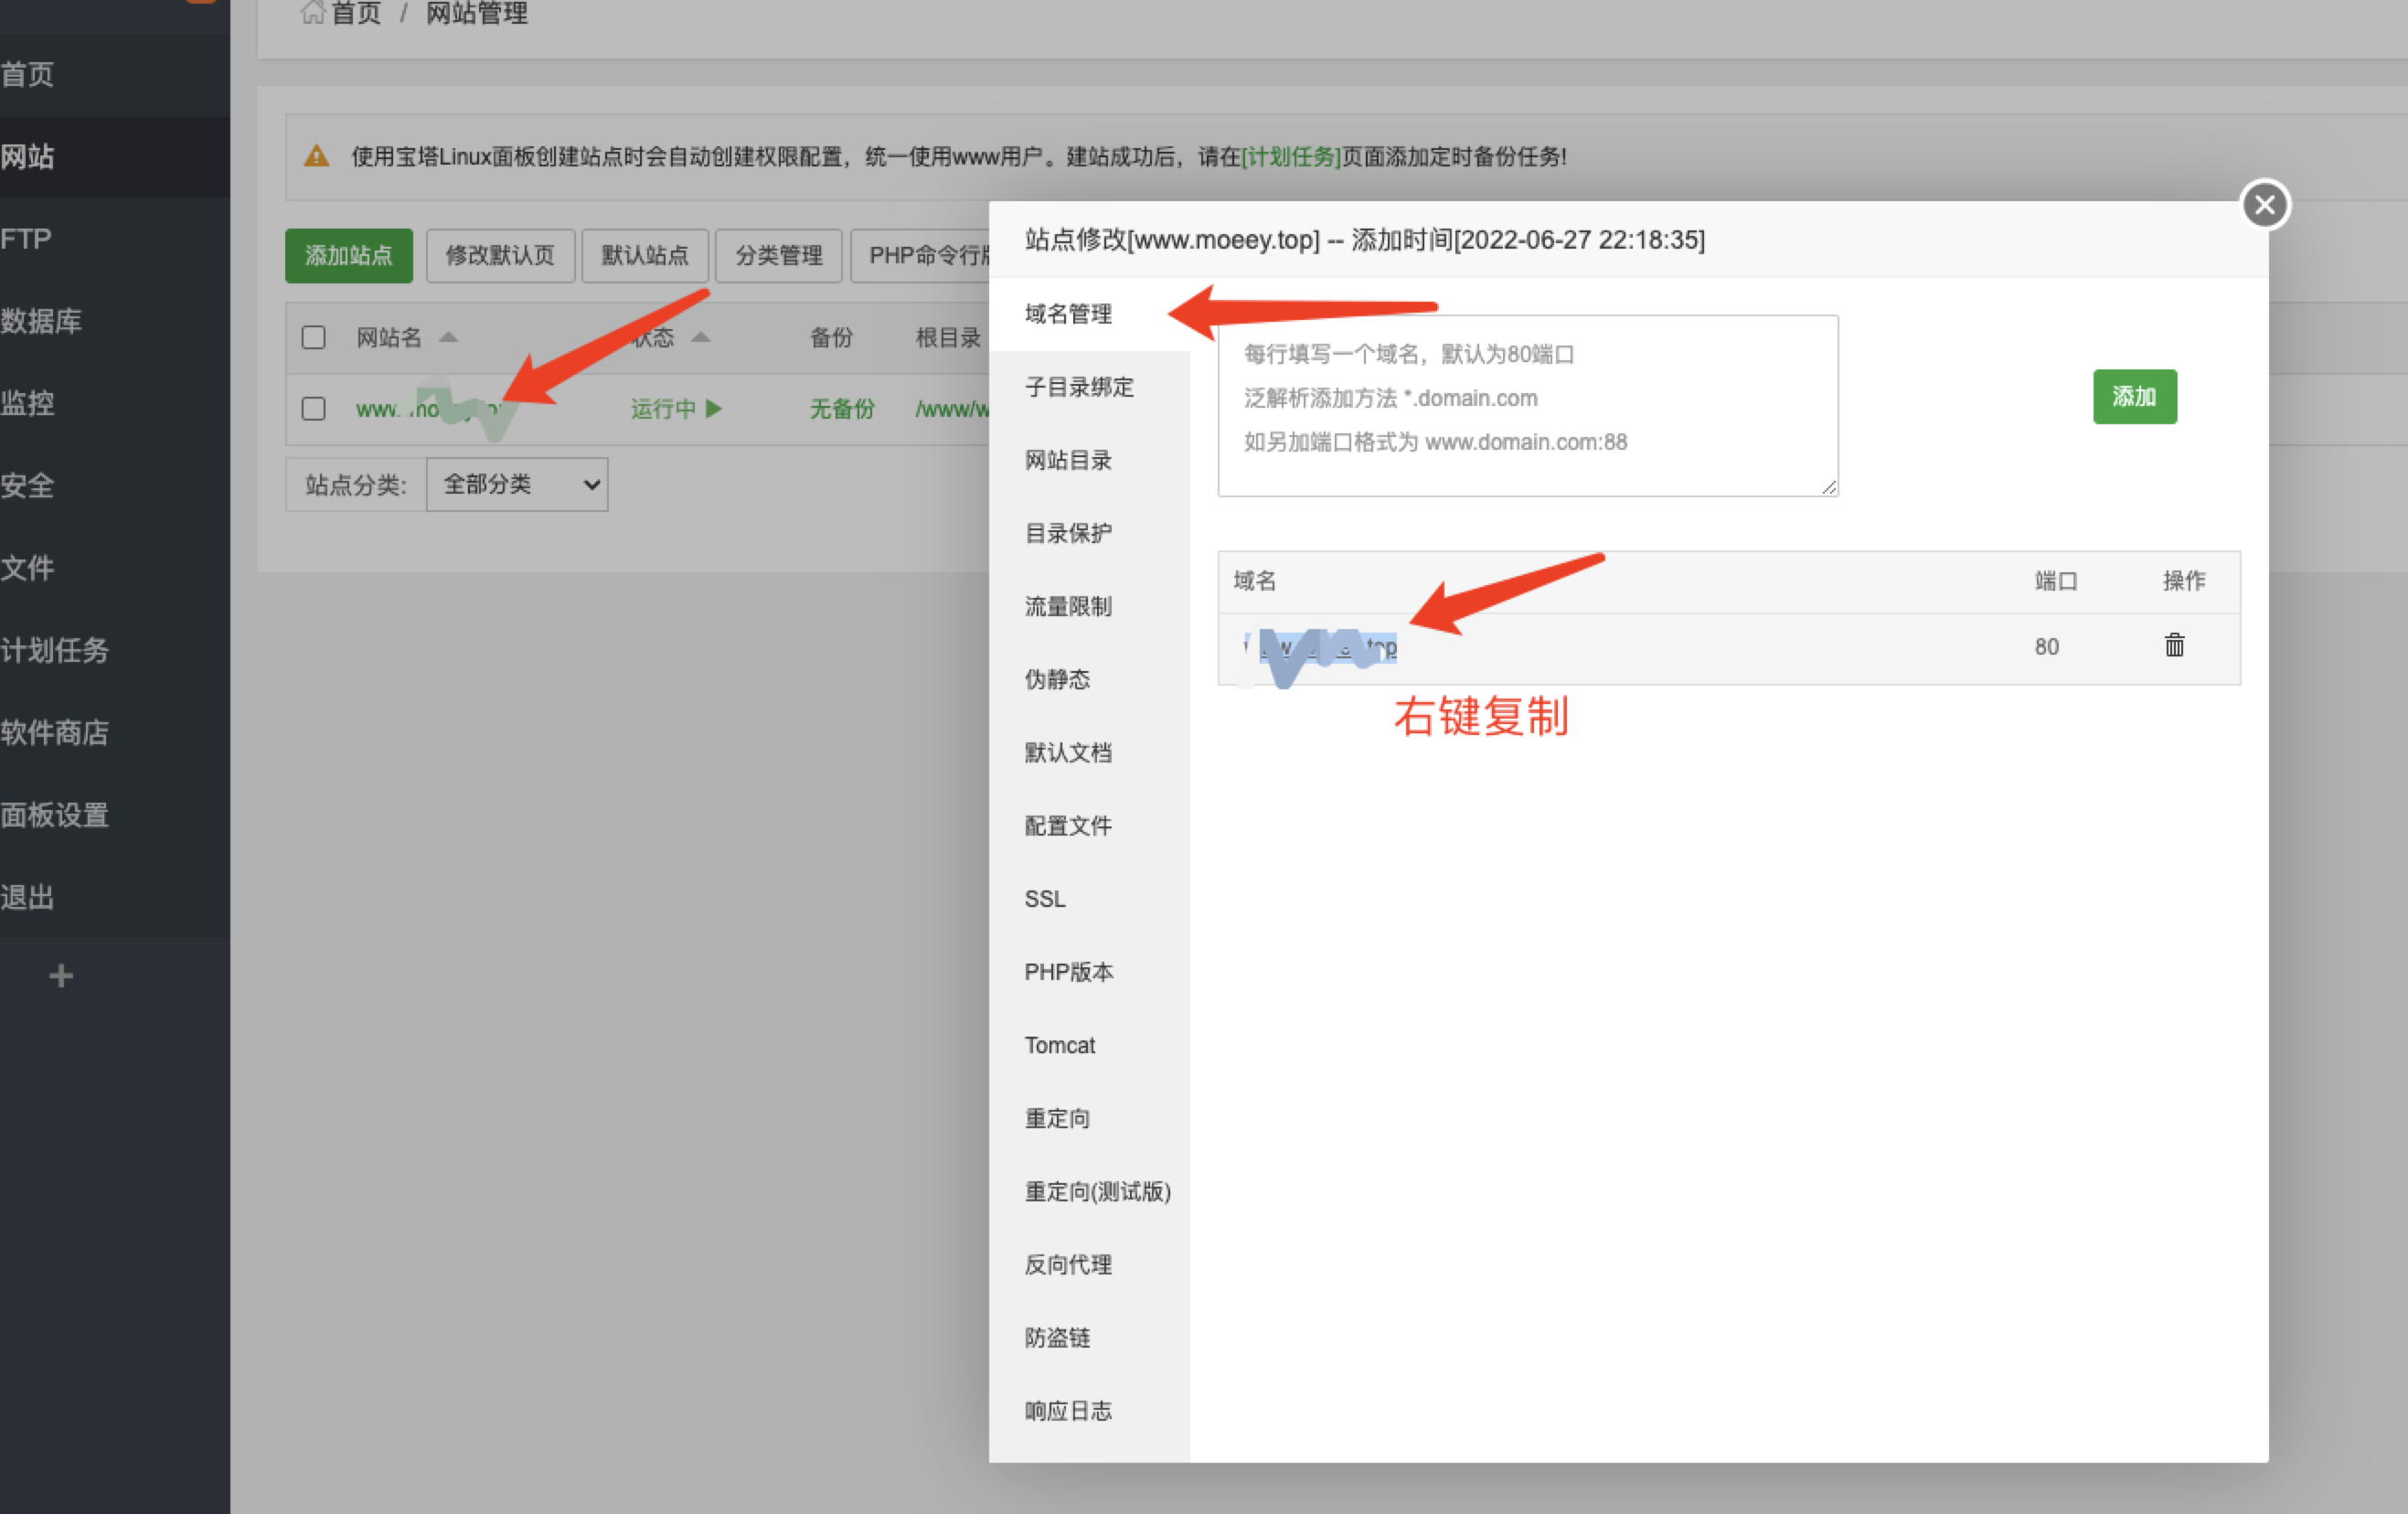 首页 / 网站管理
首页
网站
FTP
数据库
监控
安全
文件
计划任务
软件商店
面板设置
退出
使用宝塔Linux面板创建站点时会自动创建权限配置，统一使用www用户。建站成功后，请在[计划任务]页面添加定时备份任务!
添加站点
修改默认页
默认站点
分类管理
PHP命令行
网站名
状态
备份
根目录
运行中
无备份
/www/w
站点分类:
全部分类
站点修改[www.moeey.top] -- 添加时间[2022-06-27 22:18:35]
域名管理
子目录绑定
网站目录
目录保护
流量限制
伪静态
默认文档
配置文件
SSL
PHP版本
Tomcat
重定向
重定向(测试版)
反向代理
防盗链
响应日志
每行填写一个域名，默认为80端口
泛解析添加方法 *.domain.com
如另加端口格式为 www.domain.com:88
添加
域名
端口
操作
80
右键复制